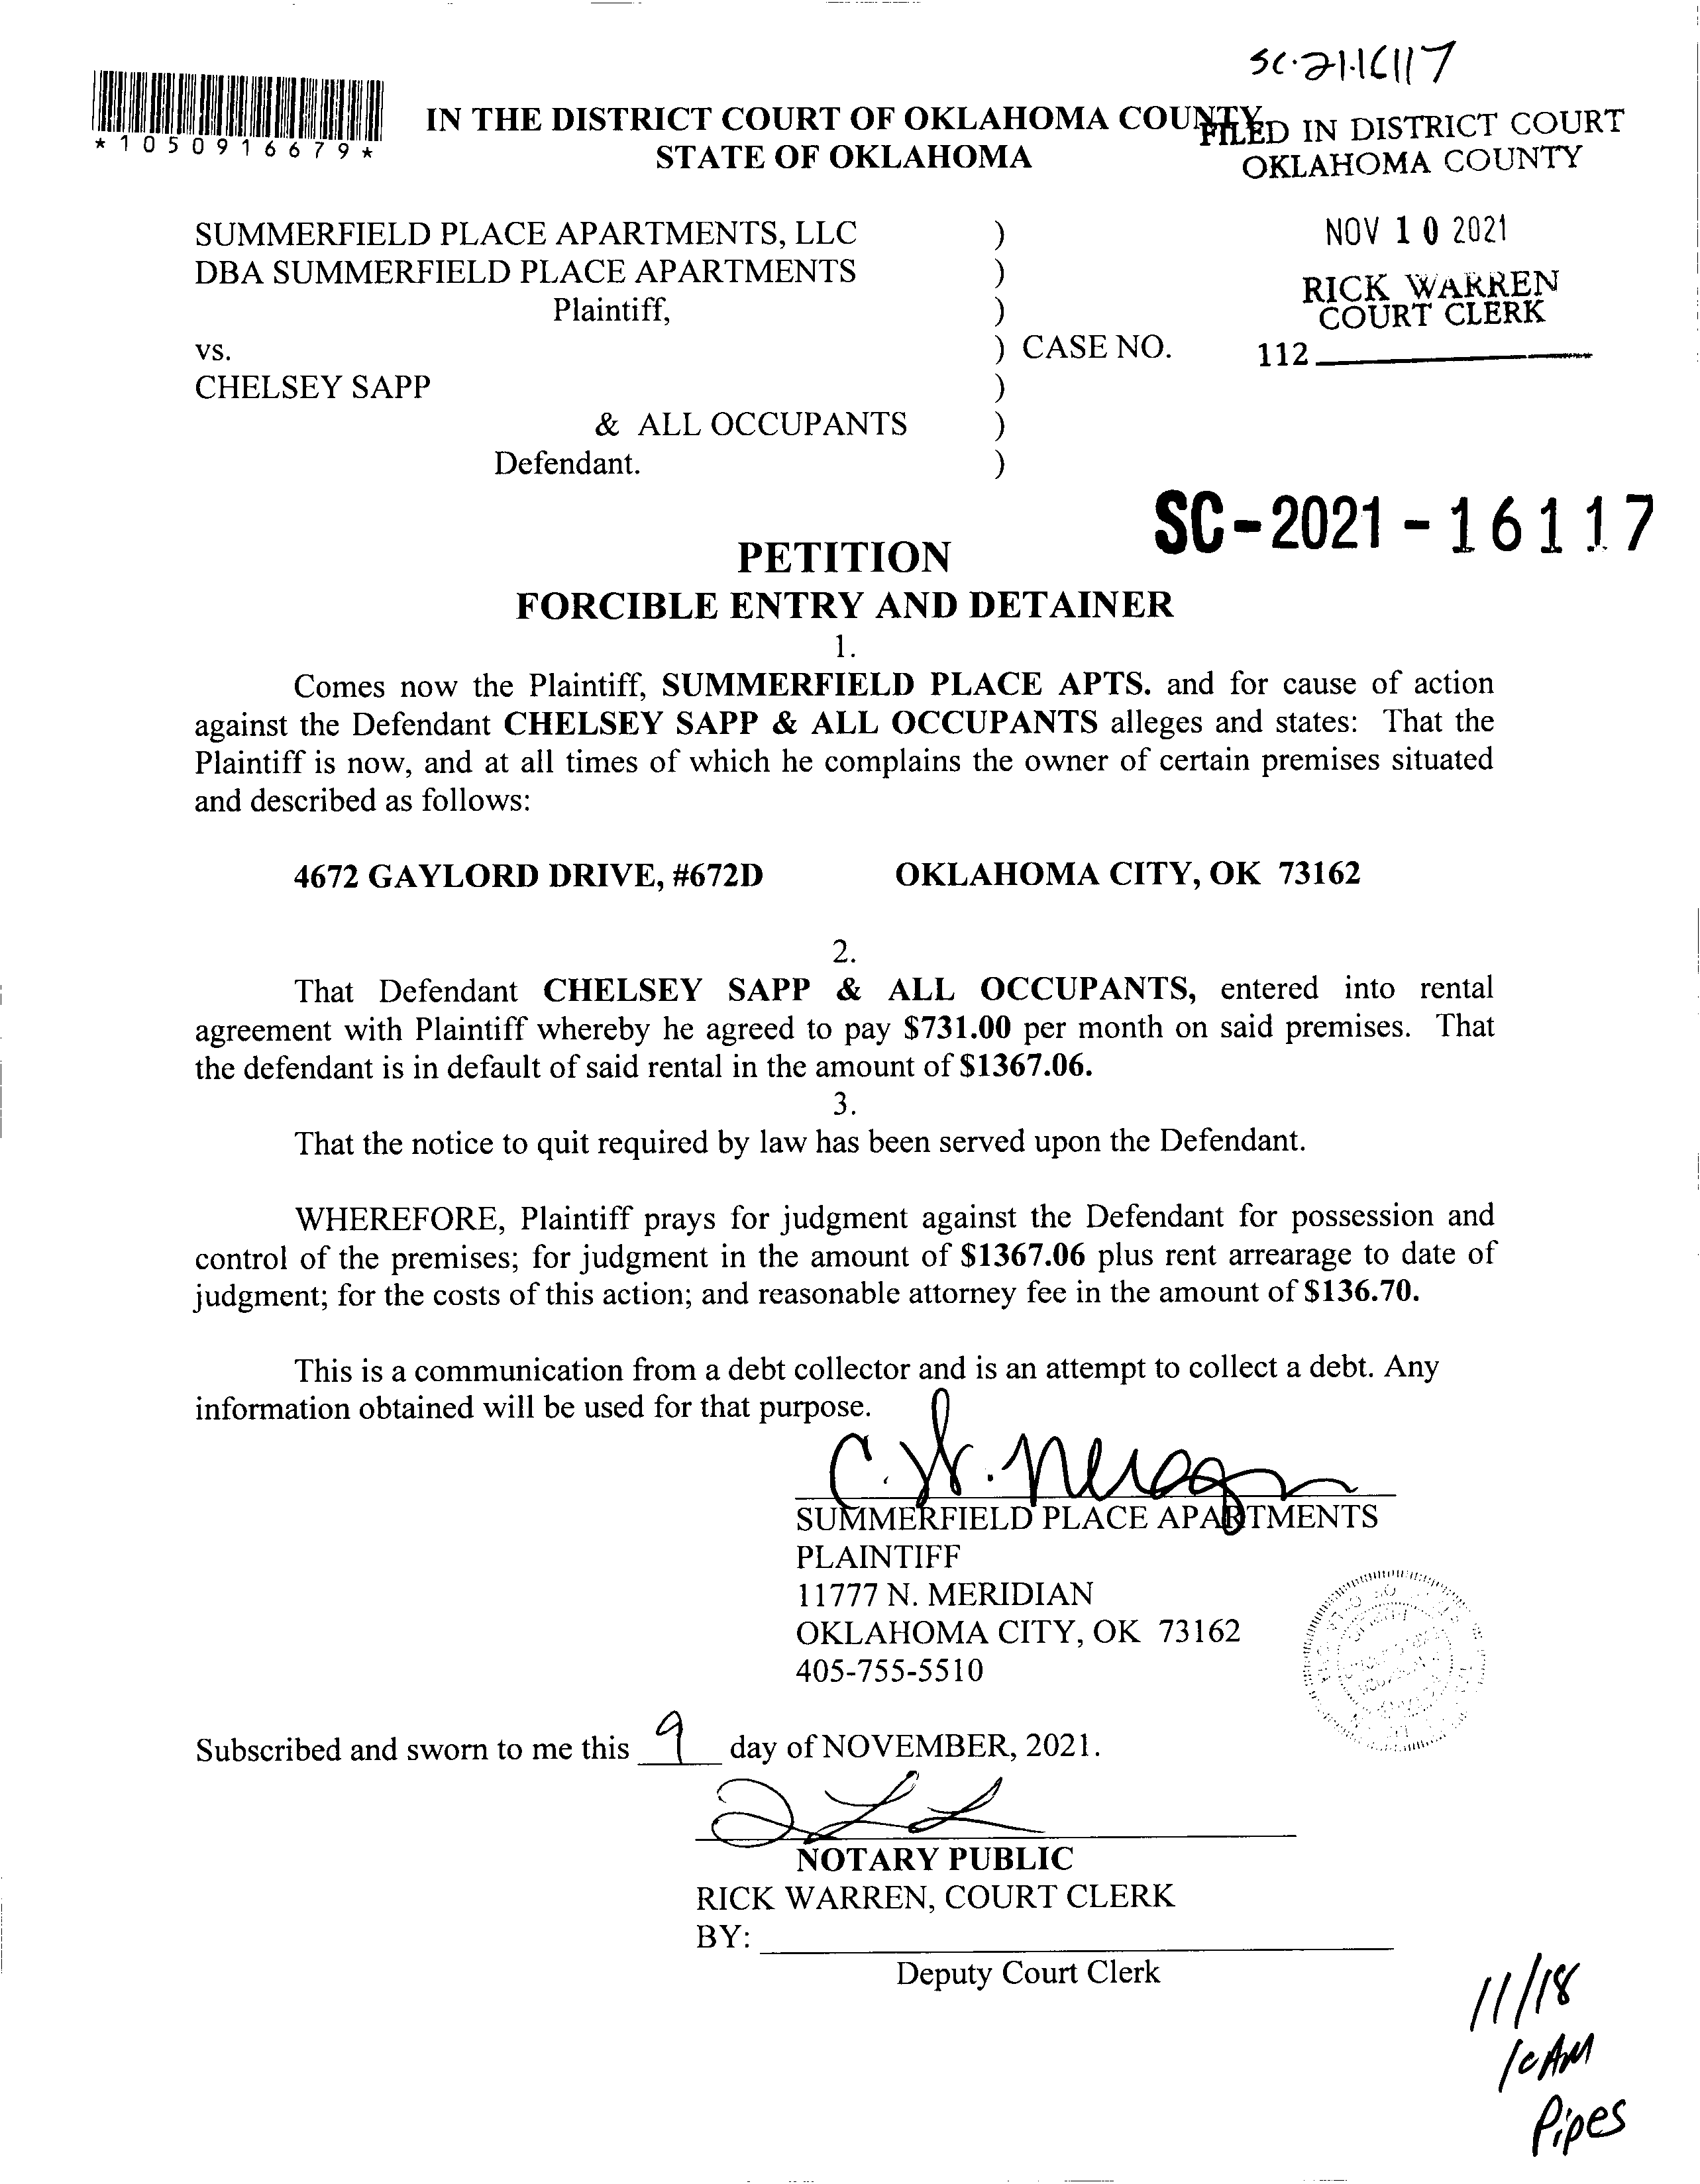 SC-21-16117
*1050916679*
IN THE DISTRICT COURT OF OKLAHOMA COUNTY
STATE OF OKLAHOMA
FILED IN DISTRICT COURT
OKLAHOMA COUNTY
NOV 10 2021
RICK WARREN
COURT CLERK
112
SUMMERFIELD PLACE APARTMENTS, LLC )
DBA SUMMERFIELD PLACE APARTMENTS )
Plaintiff, )
vs. ) CASE NO.
CHELSEY SAPP )
& ALL OCCUPANTS )
Defendant. )
SC-2021-16117
PETITION
FORCIBLE ENTRY AND DETAINER
1.
Comes now the Plaintiff, SUMMERFIELD PLACE APTS. and for cause of action
against the Defendant CHELSEY SAPP & ALL OCCUPANTS alleges and states: That the
Plaintiff is now, and at all times of which he complains the owner of certain premises situated
and described as follows:
4672 GAYLORD DRIVE, #672D OKLAHOMA CITY, OK 73162
2.
That Defendant CHELSEY SAPP & ALL OCCUPANTS, entered into rental
agreement with Plaintiff whereby he agreed to pay $731.00 per month on said premises. That
the defendant is in default of said rental in the amount of $1367.06.
3.
That the notice to quit required by law has been served upon the Defendant.
WHEREFORE, Plaintiff prays for judgment against the Defendant for possession and
control of the premises; for judgment in the amount of $1367.06 plus rent arrearage to date of
judgment; for the costs of this action; and reasonable attorney fee in the amount of $136.70.
This is a communication from a debt collector and is an attempt to collect a debt. Any
information obtained will be used for that purpose.
SUMMERFIELD PLACE APARTMENTS
PLAINTIFF
11777 N. MERIDIAN
OKLAHOMA CITY, OK 73162
405-755-5510
Subscribed and sworn to me this 9 day of NOVEMBER, 2021.
NOTARY PUBLIC
RICK WARREN, COURT CLERK
BY:
Deputy Court Clerk
11/18
10 AM
Pipes